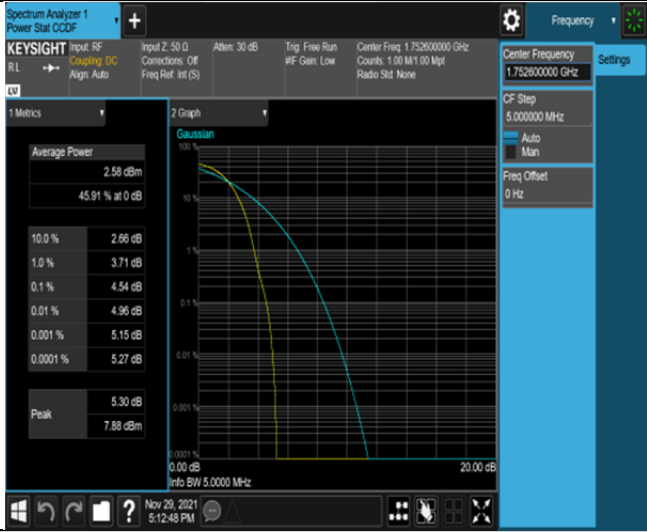 Spectrum Analyzer 1
Power Stat CCDF
Frequency
KEYSIGHT
RL
LV
Input: RF
Coupling: DC
Align: Auto
Input Z: 50 Ω
Corrections: Off
Freq Ref: Int (S)
Atten: 30 dB
Trig: Free Run
#IF Gain: Low
Center Freq: 1.752600000 GHz
Counts: 1.00 M/1.00 Mpt
Radio Std: None
Center Frequency
1.752600000 GHz
Settings
CF Step
5.000000 MHz
Auto
Man
Freq Offset
0 Hz
1 Metrics
Average Power
2.58 dBm
45.91 % at 0 dB
10.0 % 2.66 dB
1.0 % 3.71 dB
0.1 % 4.54 dB
0.01 % 4.96 dB
0.001 % 5.15 dB
0.0001 % 5.27 dB
Peak
5.30 dB
7.88 dBm
2 Graph
Gaussian
100 %
10 %
1 %
0.1 %
0.01 %
0.001 %
0.0001 %
0.00 dB
20.00 dB
Info BW 5.0000 MHz
?
Nov 29, 2021
5:12:48 PM